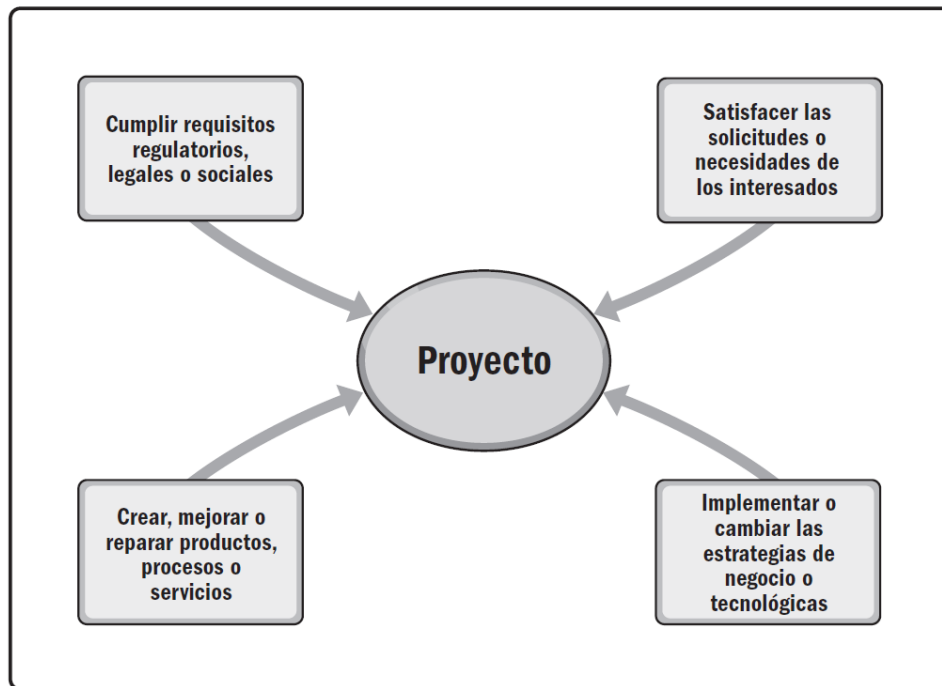 Cumplir requisitos
regulatorios,
legales o sociales
Satisfacer las
solicitudes o
necesidades de
los interesados
Proyecto
Crear, mejorar o
reparar productos,
procesos o
servicios
Implementar o
cambiar las
estrategias de
negocio o
tecnológicas